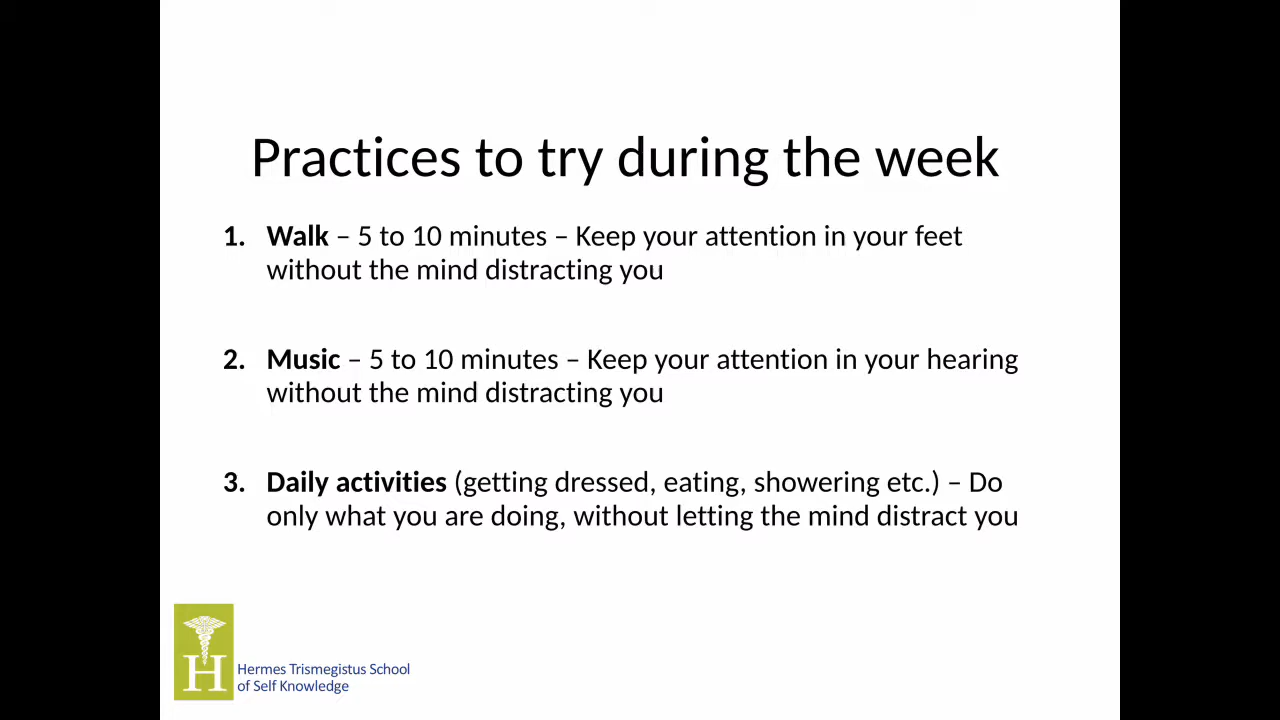 Practices to try during the week
1. Walk – 5 to 10 minutes – Keep your attention in your feet
without the mind distracting you
2. Music – 5 to 10 minutes – Keep your attention in your hearing
without the mind distracting you
3. Daily activities (getting dressed, eating, showering etc.) – Do
only what you are doing, without letting the mind distract you
H
Hermes Trismegistus School
of Self Knowledge